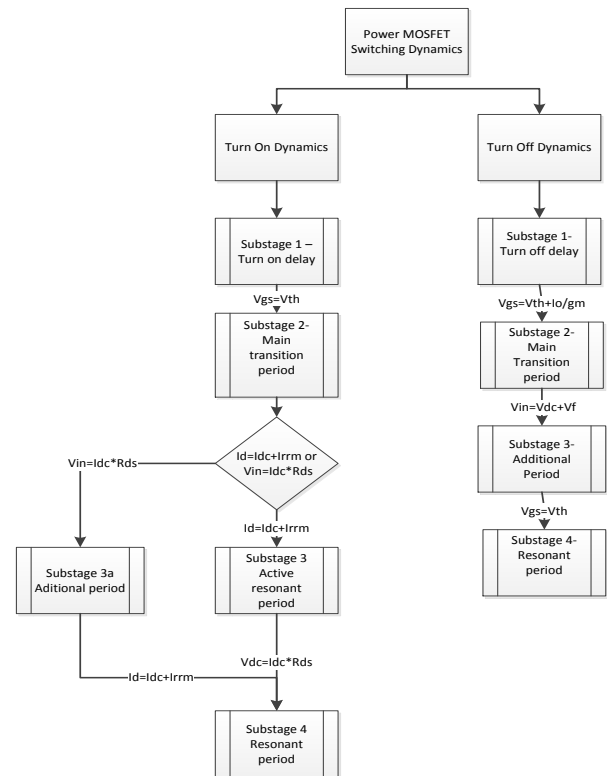 Power MOSFET
Switching Dynamics
Turn On Dynamics
Turn Off Dynamics
Substage 1 –
Turn on delay
Substage 1-
Turn off delay
Vgs=Vth
Vgs=Vth+Io/gm
Substage 2-
Main
transition
period
Substage 2-
Main
Transition
period
Vin=Vdc+Vf
Id=Idc+Irrm or
Vin=Idc*Rds
Vin=Idc*Rds
Id=Idc+Irrm
Substage 3-
Additional
Period
Vgs=Vth
Substage 3a
Aditional period
Substage 3
Active
resonant
period
Substage 4-
Resonant
period
Vdc=Idc*Rds
Id=Idc+Irrm
Substage 4
Resonant
period